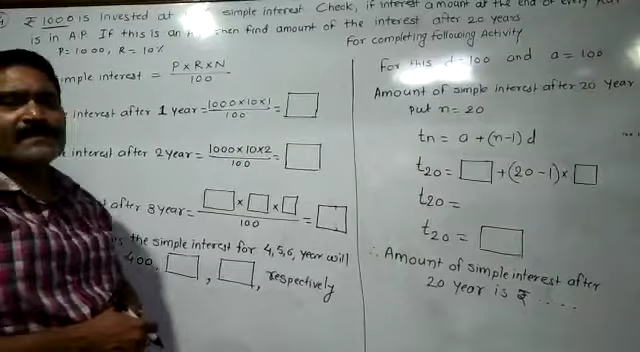 ₹ 1000 is invested at simple interest Check, if interest amount at the end of every
is in A.P. If this is an then find amount of the interest after 20 years
P = 1000, R = 10%
For completing following Activity
simple interest = P×R×N / 100
interest after 1 year = 1000×10×1 / 100 = □
interest after 2 year = 1000×10×2 / 100 = □
after 3 year = □ × □ × □ / 100 = □
the simple interest for 4,5,6, year will
400, □, □, respectively
For this d=100 and a=100
Amount of simple interest after 20 year
put n=20
tn = a + (n-1) d
t20 = □ + (20-1) × □
t20 =
t20 = □
∴ Amount of simple interest after
20 year is ₹ .....